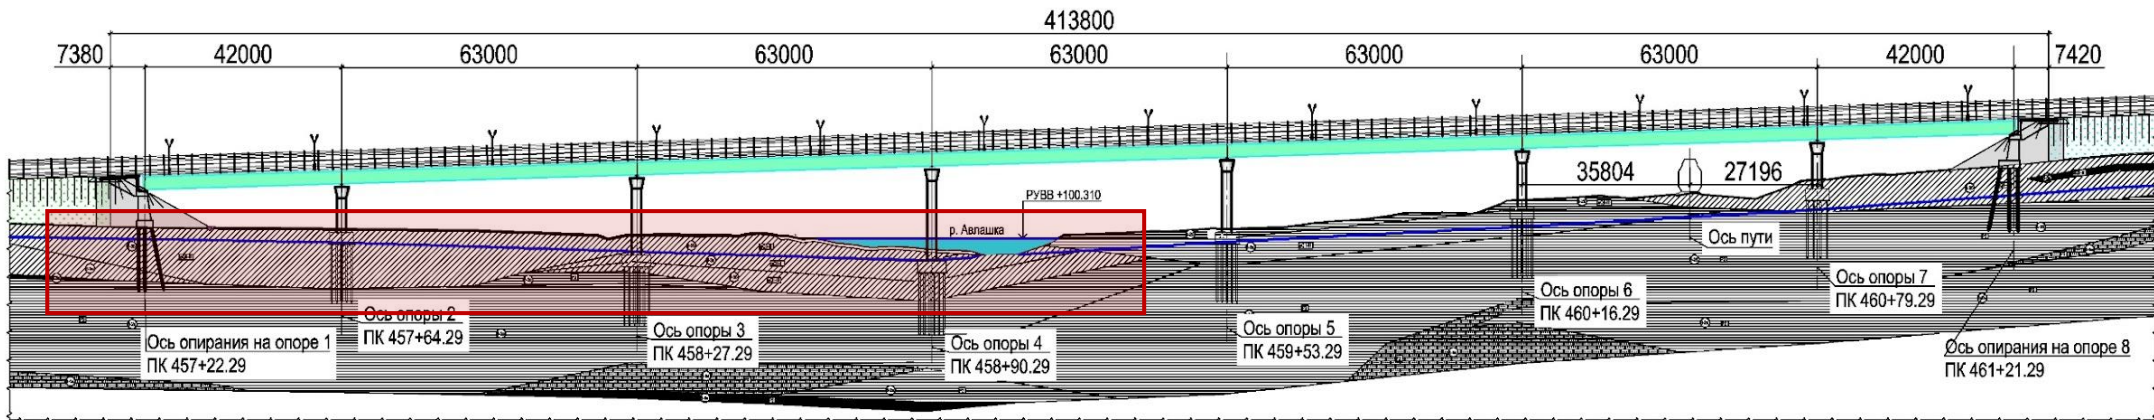 413800
7380 42000 63000 63000 63000 63000 63000 42000 7420
35804 27196
РУВВ +100.310
р. Авлашка
Ось пути
Ось опирания на опоре 1
ПК 457+22.29
Ось опоры 2
ПК 457+64.29
Ось опоры 3
ПК 458+27.29
Ось опоры 4
ПК 458+90.29
Ось опоры 5
ПК 459+53.29
Ось опоры 6
ПК 460+16.29
Ось опоры 7
ПК 460+79.29
Ось опирания на опоре 8
ПК 461+21.29